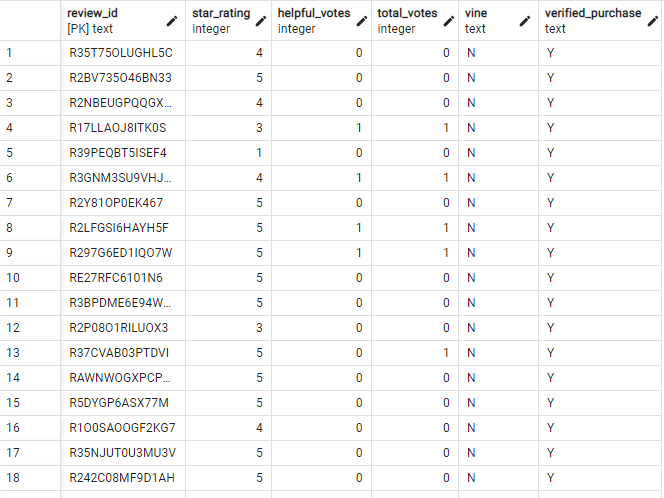 review_id star_rating helpful_votes total_votes vine verified_purchase
[PK] text integer integer integer text text
1 R35T75OLUGHL5C 4 0 0 N Y
2 R2BV735O46BN33 5 0 0 N Y
3 R2NBEUGPQQGX... 4 0 0 N Y
4 R17LLAOJ8ITK0S 3 1 1 N Y
5 R39PEQBT5ISEF4 1 0 0 N Y
6 R3GNM3SU9VHJ... 4 1 1 N Y
7 R2Y81OP0EK467 5 0 0 N Y
8 R2LFGSI6HAYH5F 5 1 1 N Y
9 R297G6ED1IQO7W 5 1 1 N Y
10 RE27RFC6101N6 5 0 0 N Y
11 R3BPDME6E94W... 5 0 0 N Y
12 R2P08O1RILUOX3 3 0 0 N Y
13 R37CVAB03PTDVI 5 0 1 N Y
14 RAWNWOGXPCP... 5 0 0 N Y
15 R5DYGP6ASX77M 5 0 0 N Y
16 R1O0SAOOGF2KG7 4 0 0 N Y
17 R35NJUT0U3MU3V 5 0 0 N Y
18 R242C08MF9D1AH 5 0 0 N Y